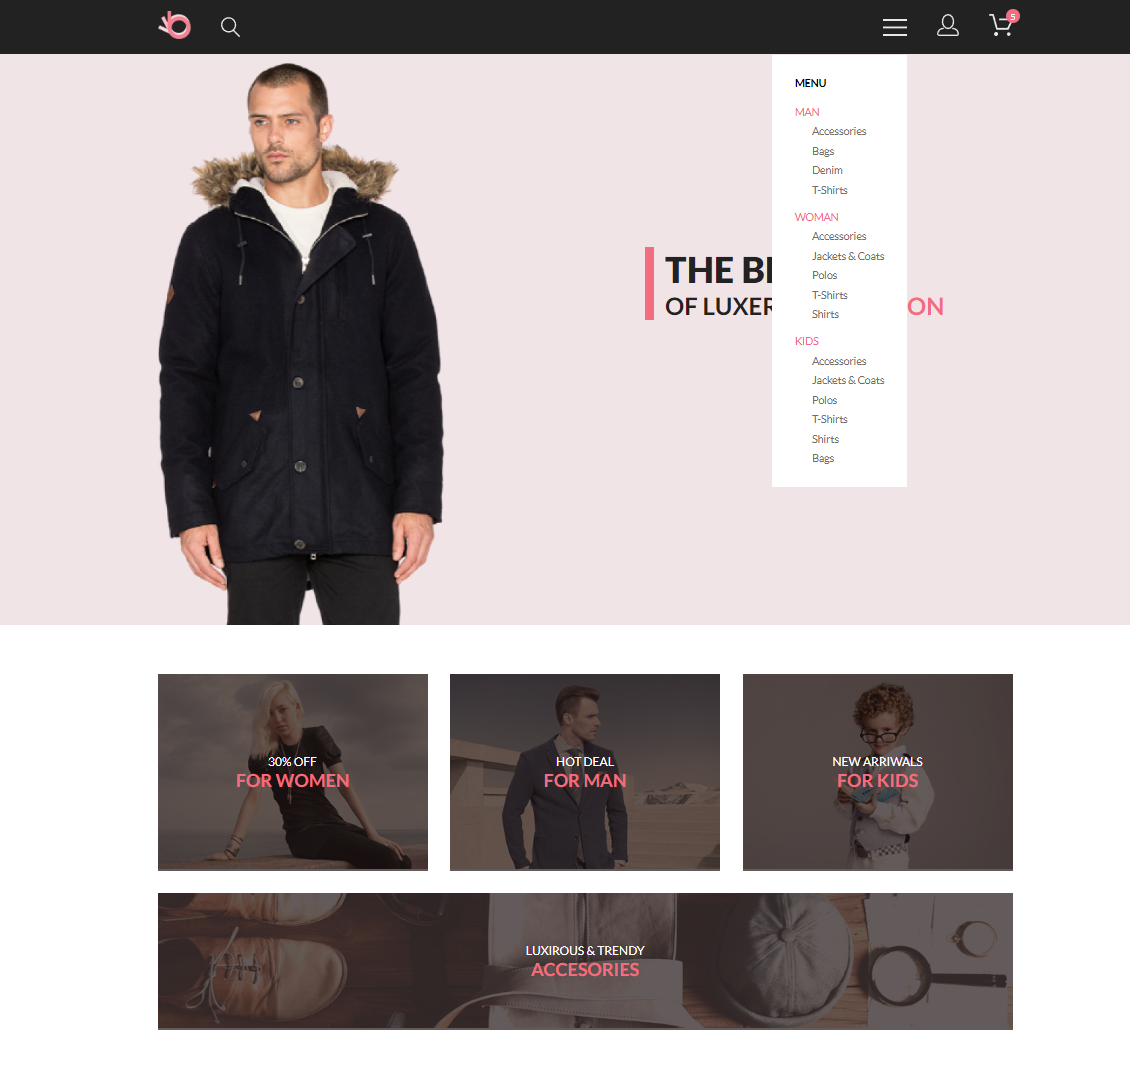 5
MENU
MAN
Accessories
Bags
Denim
T-Shirts
WOMAN
Accessories
Jackets & Coats
Polos
T-Shirts
Shirts
KIDS
Accessories
Jackets & Coats
Polos
T-Shirts
Shirts
Bags
THE B
OF LUXER ON
30% OFF
FOR WOMEN
HOT DEAL
FOR MAN
NEW ARRIWALS
FOR KIDS
LUXIROUS & TRENDY
ACCESORIES